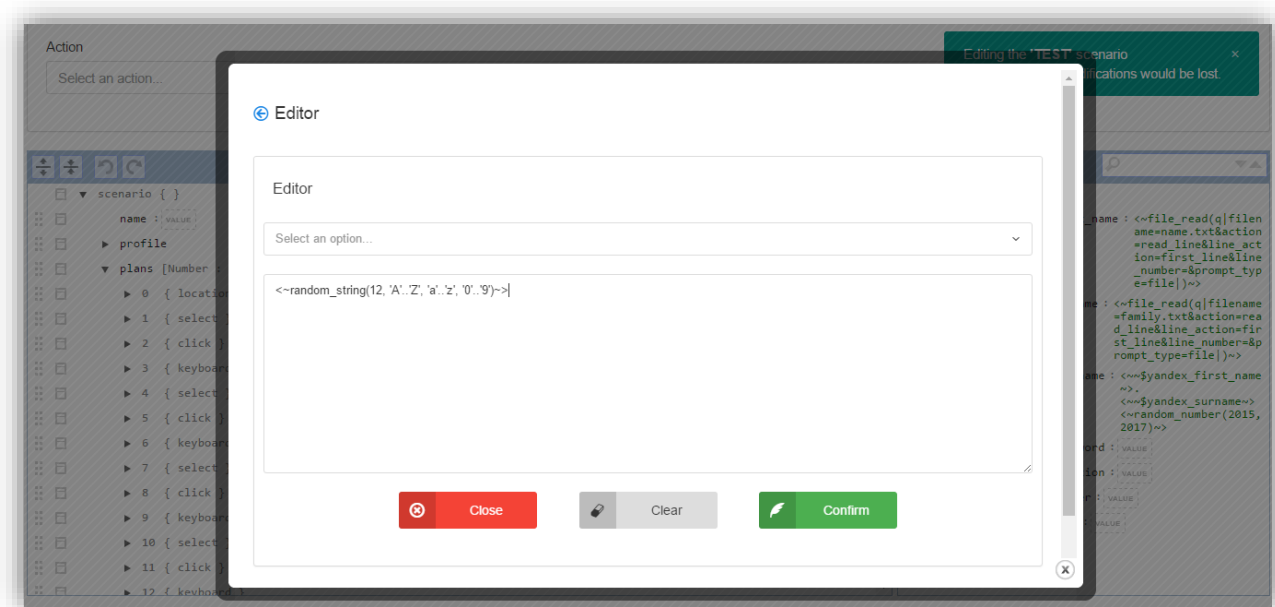 Action
Select an action...
Editing the 'TEST' scenario
×
ifications would be lost.
Editor
Editor
Select an option...
<~random_string(12, 'A'..'Z', 'a'..'z', '0'..'9')~>
Close
Clear
Confirm
x
scenario { }
name : VALUE
profile
plans [Number :
0 { location
1 { select }
2 { click }
3 { keyboard
4 { select }
5 { click }
6 { keyboard
7 { select }
8 { click }
9 { keyboard
10 { select }
11 { click }
12 { keyboard }
_name : <~file_read(q|filen
ame=name.txt&action
=read_line&line_act
ion=first_line&line
_number=&prompt_typ
e=file|)~>
me : <~file_read(q|filename
=family.txt&action=rea
d_line&line_action=fir
st_line&line_number=&p
rompt_type=file|)~>
ame : <~~$yandex_first_name
~>.
<~~$yandex_surname~>
<~random_number(2015,
2017)~>
ord : VALUE
ion : VALUE
r : VALUE
: VALUE